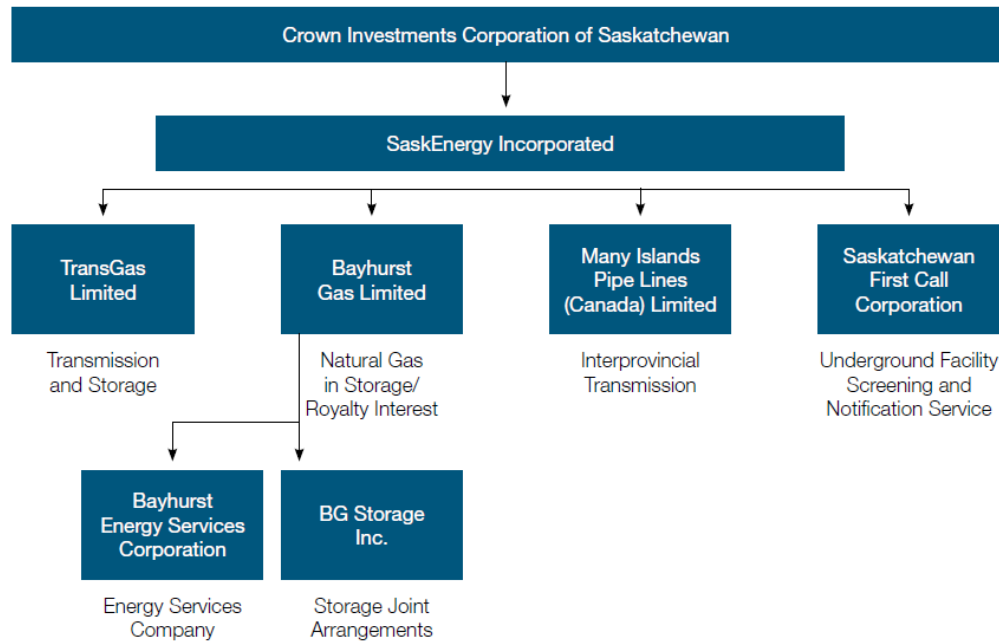 Crown Investments Corporation of Saskatchewan
SaskEnergy Incorporated
TransGas
Limited
Transmission
and Storage
Bayhurst
Gas Limited
Natural Gas
in Storage/
Royalty Interest
Many Islands
Pipe Lines
(Canada) Limited
Interprovincial
Transmission
Saskatchewan
First Call
Corporation
Underground Facility
Screening and
Notification Service
Bayhurst
Energy Services
Corporation
Energy Services
Company
BG Storage
Inc.
Storage Joint
Arrangements